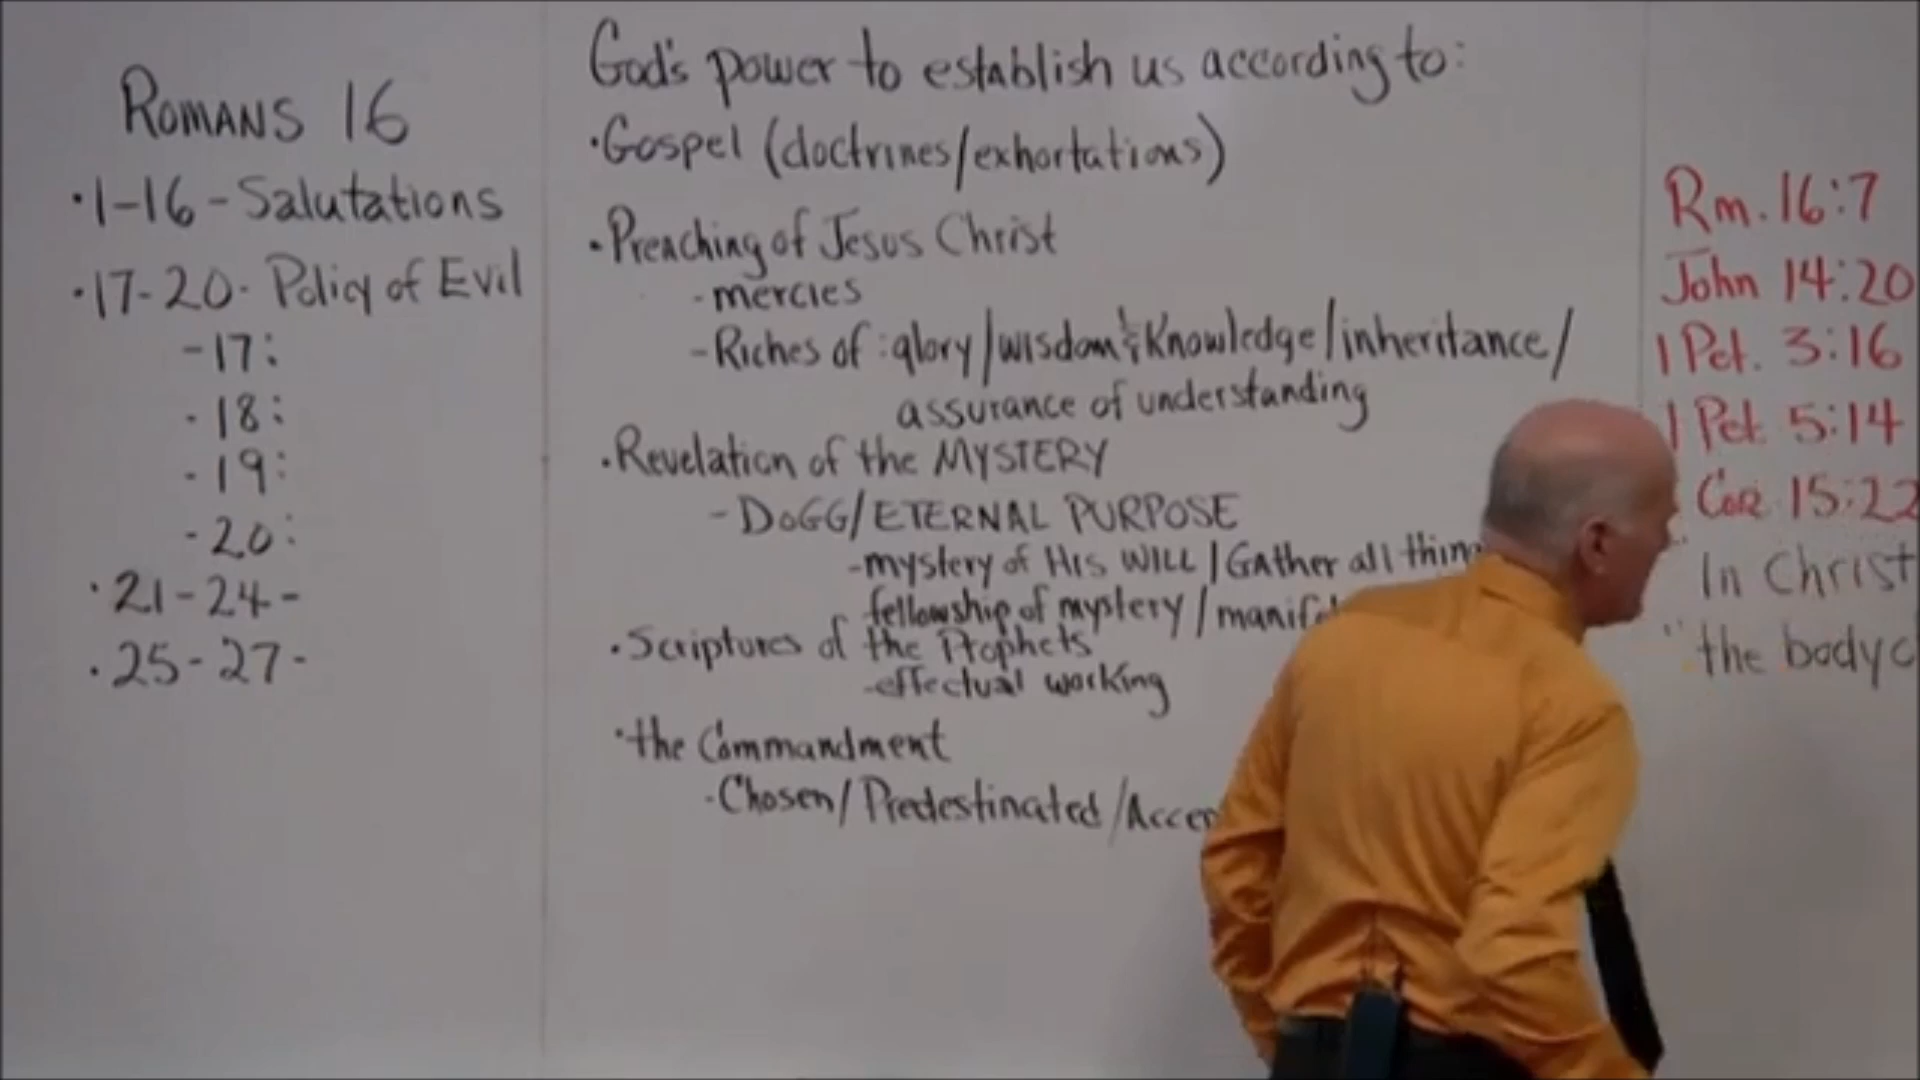 ROMANS 16
·1-16-Salutations
·17-20- Policy of Evil
-17:
-18:
-19:
-20:
·21-24-
·25-27-
God's power to establish us according to:
·Gospel (doctrines/exhortations)
·Preaching of Jesus Christ
-mercies
-Riches of:glory/wisdom & Knowledge/inheritance/
assurance of understanding
·Revelation of the MYSTERY
-DoGG/ETERNAL PURPOSE
-mystery of His WILL/Gather all
fellowship of mystery/
·Scriptures of the Prophets
-effectual working
·the Commandment
-Chosen/Predestinated/
Rm. 16:7
John 14:20
1 Pet. 3:16
1 Pet. 5:14
Cor. 15:22
"In Christ
"the body